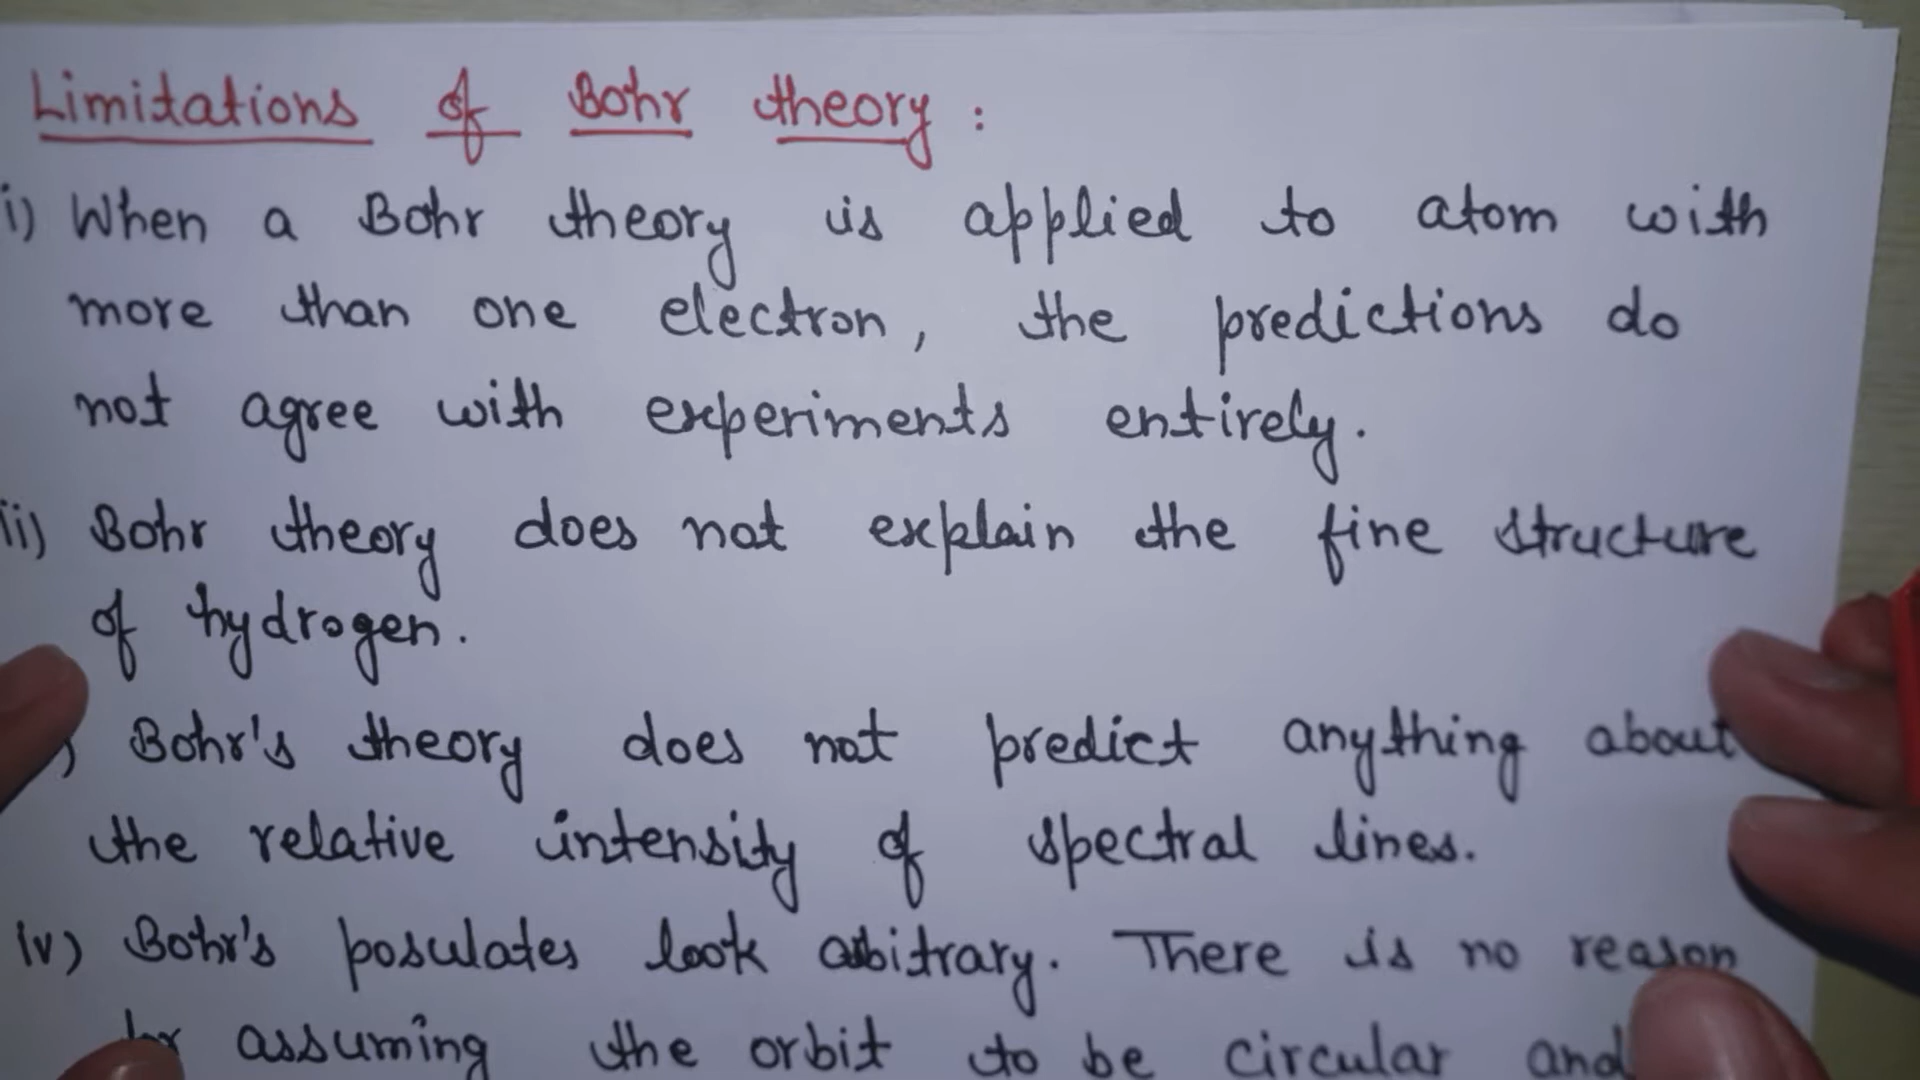 Limitations of Bohr theory :
i) When a Bohr theory is applied to atom with
more than one electron, the predictions do
not agree with experiments entirely.
ii) Bohr theory does not explain the fine structure
of hydrogen.
) Bohr's theory does not predict anything about
the relative intensity of spectral lines.
iv) Bohr's posulates look abitrary. There is no reason
assuming the orbit to be circular and